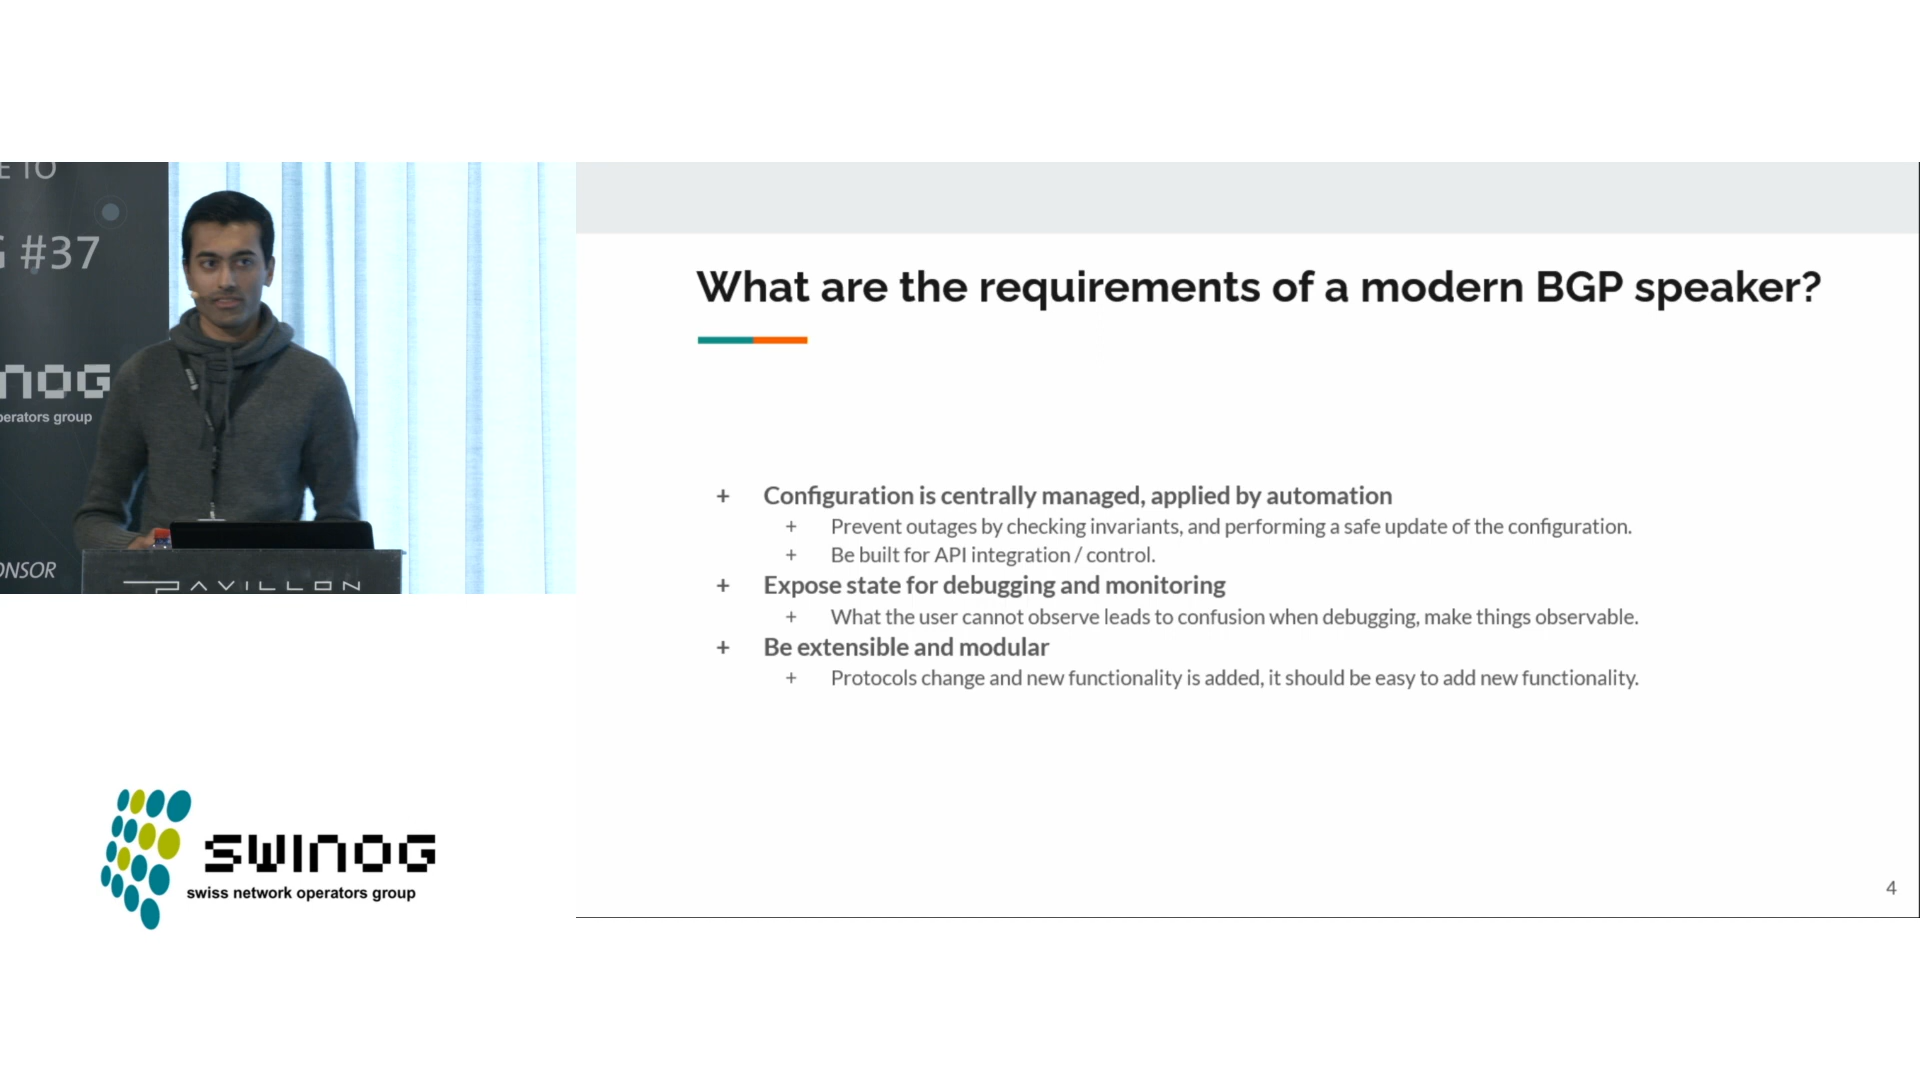 E TO
#37
nog
perators group
ONSOR
PAVILLON
What are the requirements of a modern BGP speaker?
+ Configuration is centrally managed, applied by automation
+ Prevent outages by checking invariants, and performing a safe update of the configuration.
+ Be built for API integration / control.
+ Expose state for debugging and monitoring
+ What the user cannot observe leads to confusion when debugging, make things observable.
+ Be extensible and modular
+ Protocols change and new functionality is added, it should be easy to add new functionality.
4
swinog
swiss network operators group